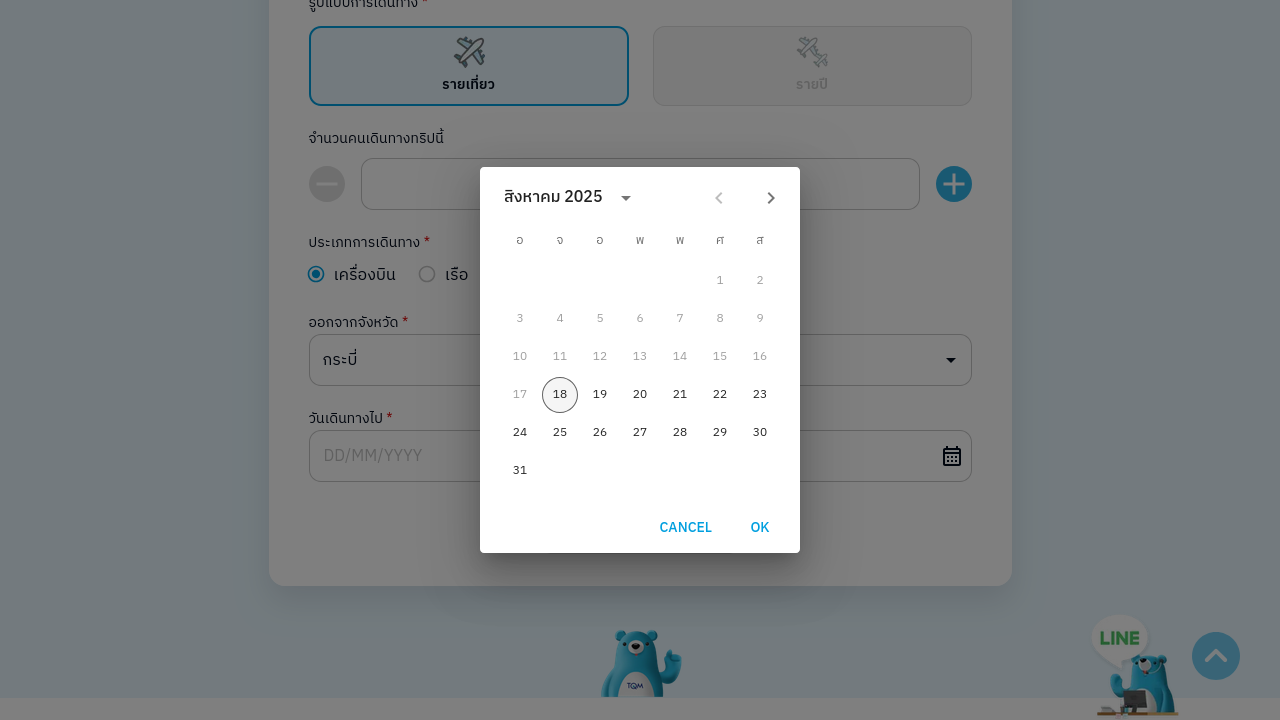 รูปแบบการเดินทาง *
รายเที่ยว
รายปี
จำนวนคนเดินทางทริปนี้
ประเภทการเดินทาง *
เครื่องบิน
เรือ
ออกจากจังหวัด *
กระบี่
วันเดินทางไป *
DD/MM/YYYY
สิงหาคม 2025
อ จ อ พ พ ศ ส
1 2
3 4 5 6 7 8 9
10 11 12 13 14 15 16
17 18 19 20 21 22 23
24 25 26 27 28 29 30
31
CANCEL OK
TQM
LINE